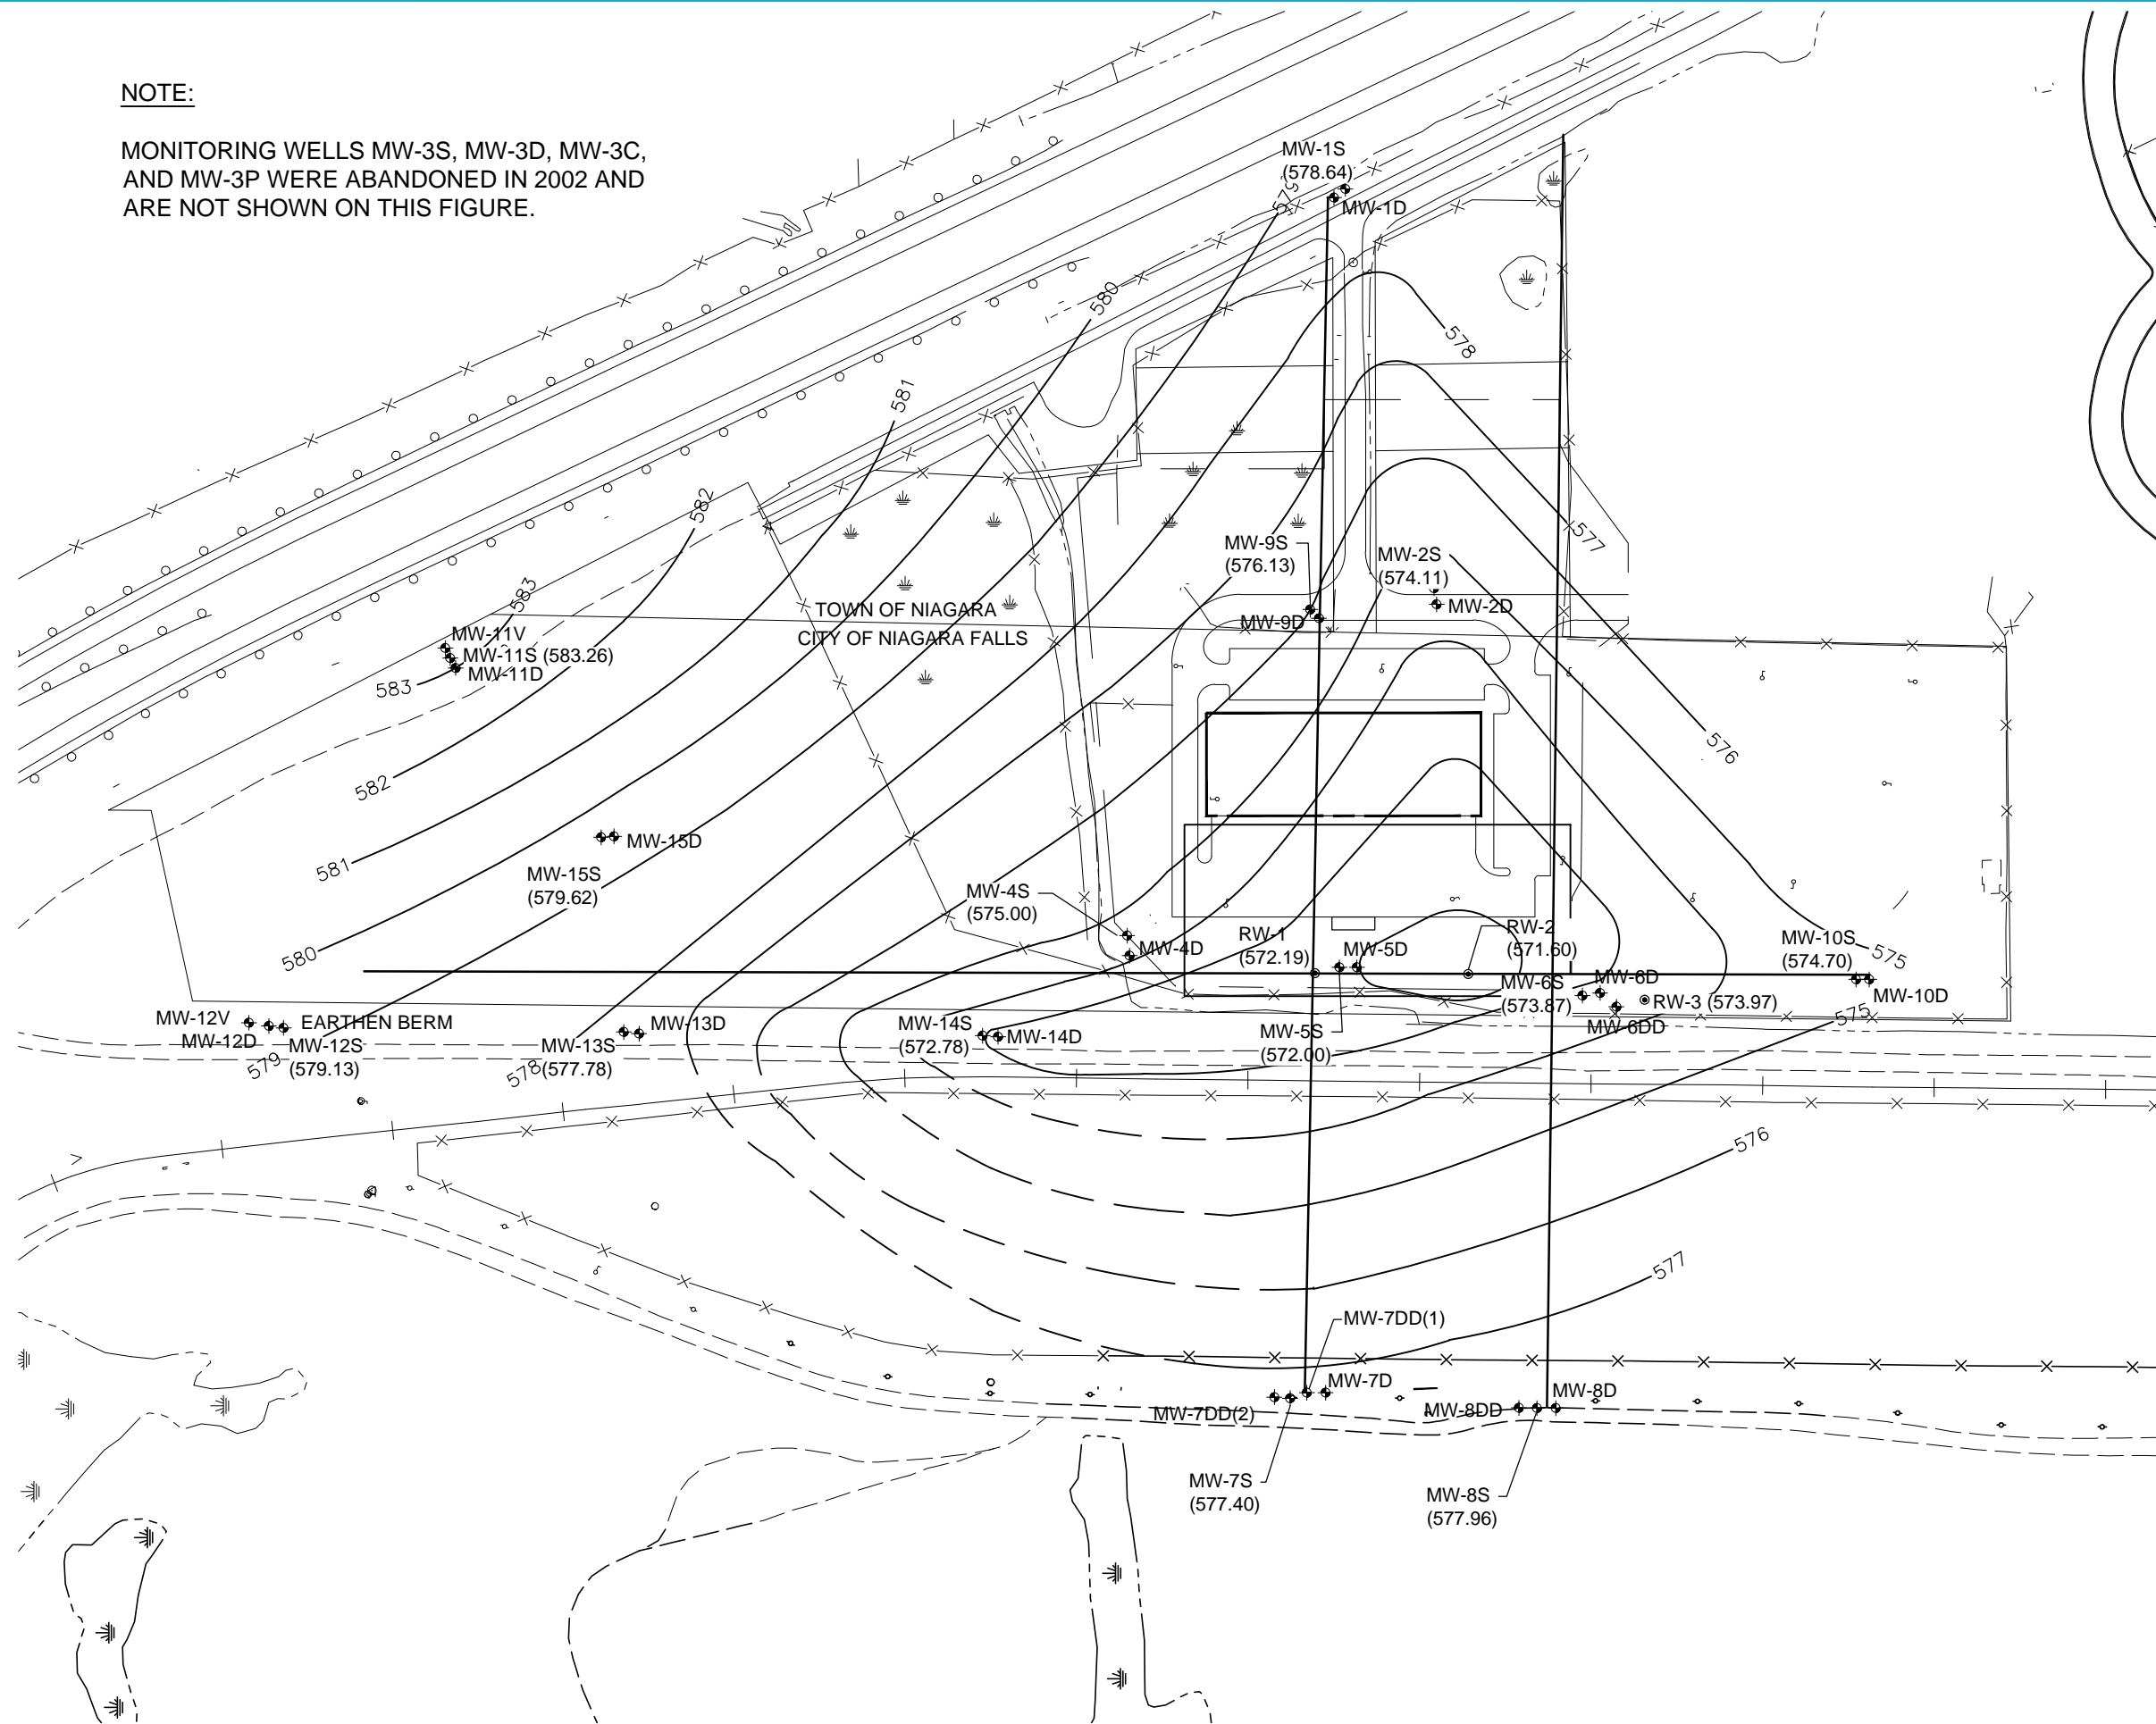 NOTE:
MONITORING WELLS MW-3S, MW-3D, MW-3C,
AND MW-3P WERE ABANDONED IN 2002 AND
ARE NOT SHOWN ON THIS FIGURE.
MW-1S
(578.64)
MW-1D
579
580
578
581
582
577
MW-9S
(576.13)
MW-2S
(574.11)
MW-2D
MW-9D
583
TOWN OF NIAGARA
CITY OF NIAGARA FALLS
MW-11V
MW-11S (583.26)
MW-11D
583
576
582
MW-15D
581
MW-15S
(579.62)
MW-4S
(575.00)
MW-4D
RW-1
(572.19)
MW-5D
RW-2
(571.60)
MW-10S
(574.70)
575
580
MW-6S
(573.87)
MW-6D
RW-3 (573.97)
MW-10D
MW-6DD
575
MW-12V
MW-12D
EARTHEN BERM
MW-12S
(579.13)
579
MW-13D
MW-13S
(577.78)
578
MW-14S
(572.78)
MW-14D
MW-5S
(572.00)
576
577
MW-7DD(1)
MW-7D
MW-7DD(2)
MW-8D
MW-8DD
MW-7S
(577.40)
MW-8S
(577.96)